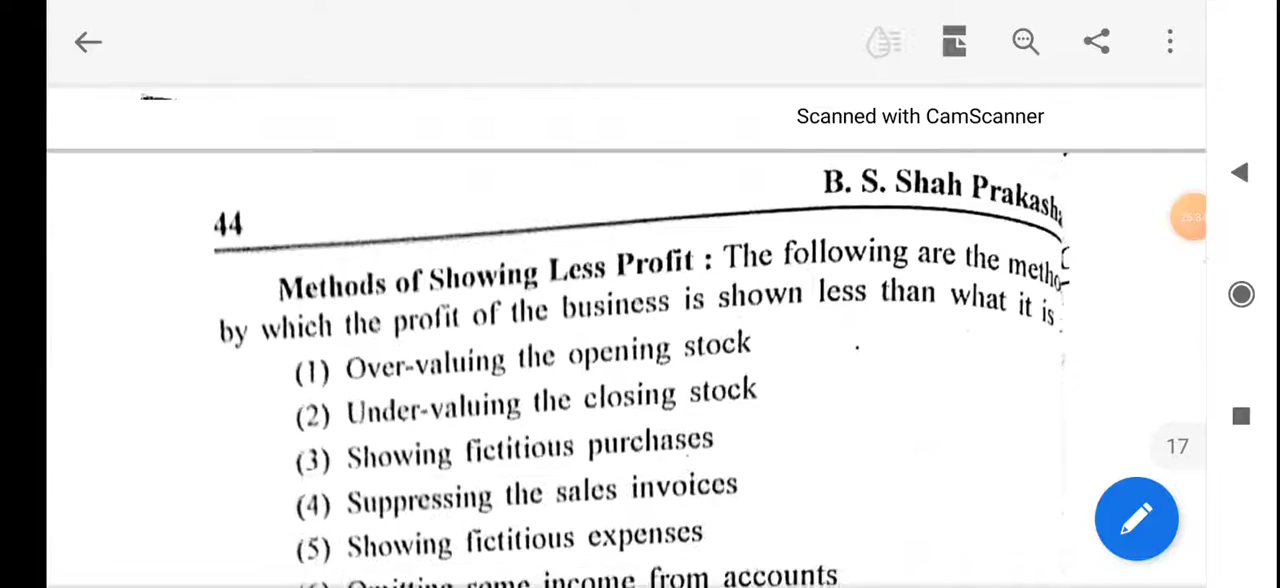 Scanned with CamScanner
44
B. S. Shah Prakash
Methods of Showing Less Profit : The following are the metho
by which the profit of the business is shown less than what it is
(1) Over-valuing the opening stock
(2) Under-valuing the closing stock
(3) Showing fictitious purchases
(4) Suppressing the sales invoices
(5) Showing fictitious expenses
Omitting some income from accounts
17